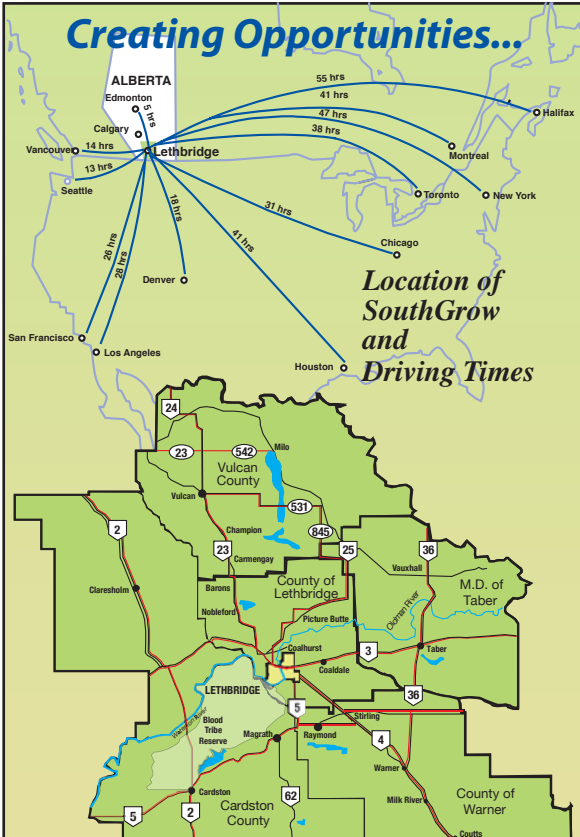 Creating Opportunities...
ALBERTA
Edmonton
5 hrs
Calgary
Vancouver
14 hrs
Lethbridge
13 hrs
Seattle
55 hrs
41 hrs
47 hrs
38 hrs
Halifax
Montreal
Toronto
New York
18 hrs
31 hrs
41 hrs
26 hrs
28 hrs
Chicago
Denver
San Francisco
Los Angeles
Houston
Location of
SouthGrow
and
Driving Times
24
23
542
Milo
Vulcan
County
Vulcan
531
2
Champion
845
23
25
36
Carmengay
Vauxhall
Claresholm
Barons
County of
Lethbridge
M.D. of
Taber
Nobleford
Picture Butte
Oldman River
Coalhurst
3
Taber
Coaldale
LETHBRIDGE
36
5
Stirling
Waterton River
Blood
Tribe
Reserve
Magrath
Raymond
4
Warner
Cardston
62
Milk River
County of
Warner
5
2
Cardston
County
Coutts